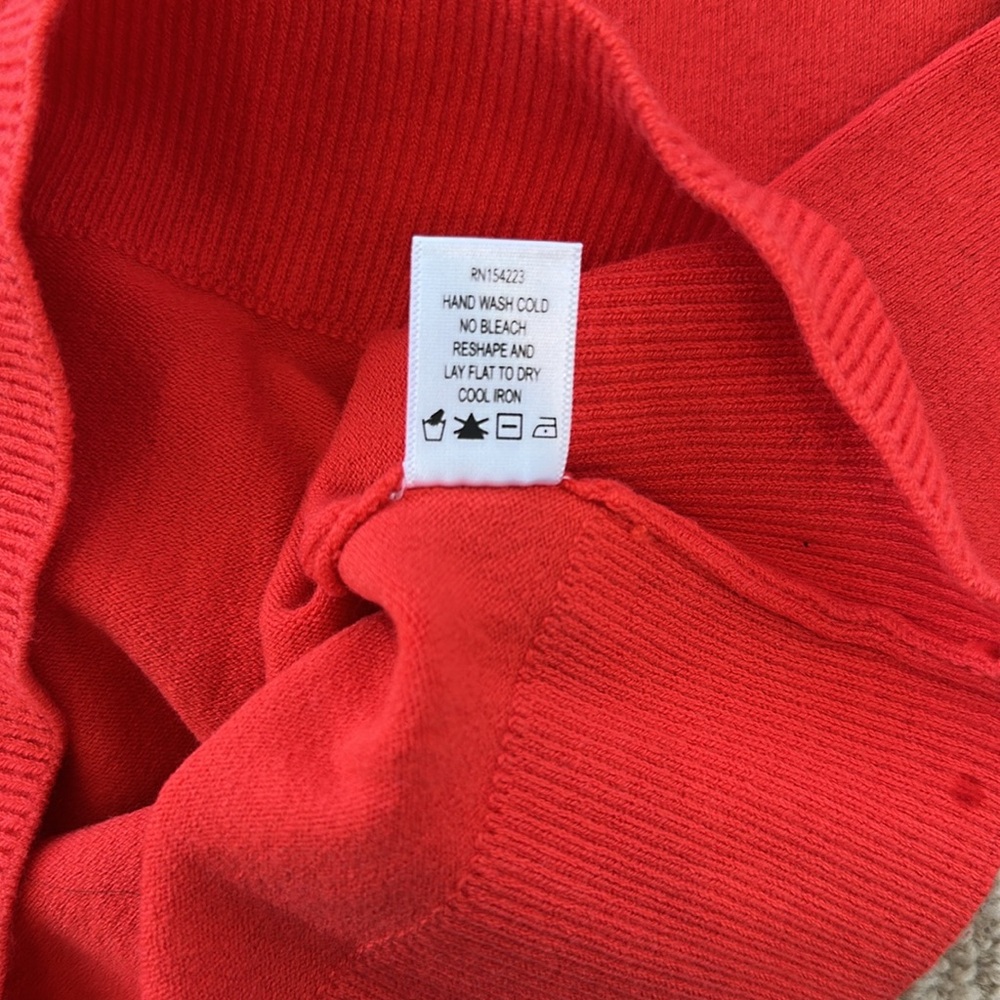 RN154223
HAND WASH COLD
NO BLEACH
RESHAPE AND
LAY FLAT TO DRY
COOL IRON